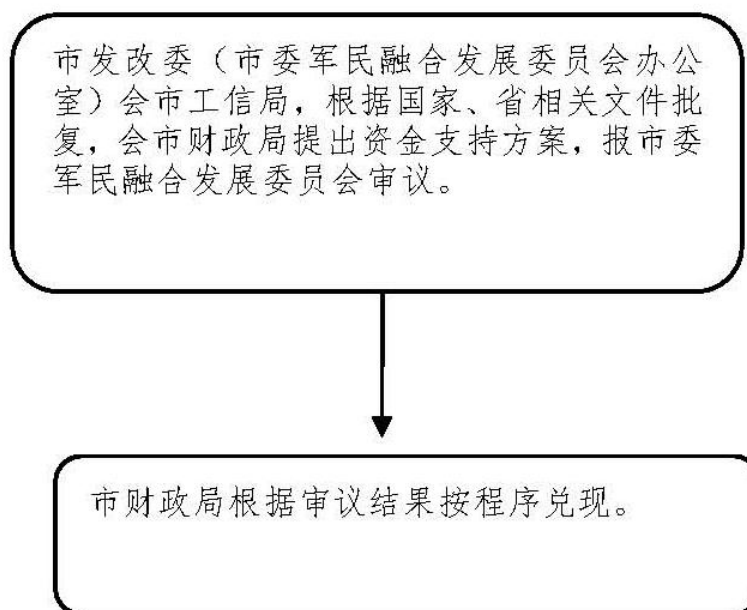 市发改委（市委军民融合发展委员会办公
室）会市工信局，根据国家、省相关文件批
复，会市财政局提出资金支持方案，报市委
军民融合发展委员会审议。
市财政局根据审议结果按程序兑现。